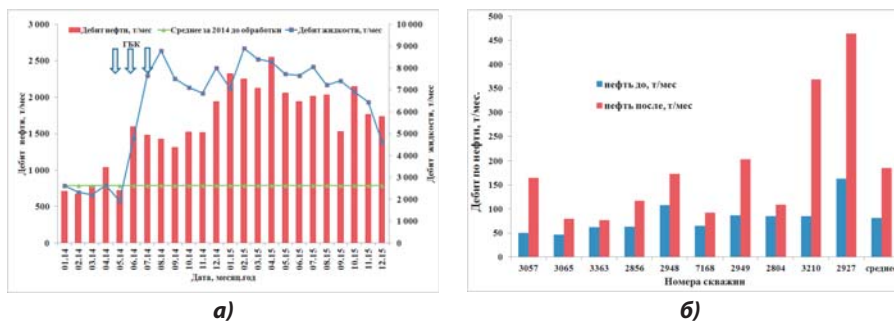 Дебит нефти, т/мес
Среднее за 2014 до обработки
Дебит жидкости, т/мес
ГБК
Дебит нефти, т/мес
3 000
2 500
2 000
1 500
1 000
500
0
10 000
9 000
8 000
7 000
6 000
5 000
4 000
3 000
2 000
1 000
0
Дебит жидкости, т/мес
01.14 02.14 03.14 04.14 05.14 06.14 07.14 08.14 09.14 10.14 11.14 12.14 01.15 02.15 03.15 04.15 05.15 06.15 07.15 08.15 09.15 10.15 11.15 12.15
Дата, месяц.год
а)
Дебит по нефти, т/мес.
500
450
400
350
300
250
200
150
100
50
0
нефть до, т/мес
нефть после, т/мес
3057 3065 3363 2856 2948 7168 2949 2804 3210 2927 среднее
Номера скважин
б)